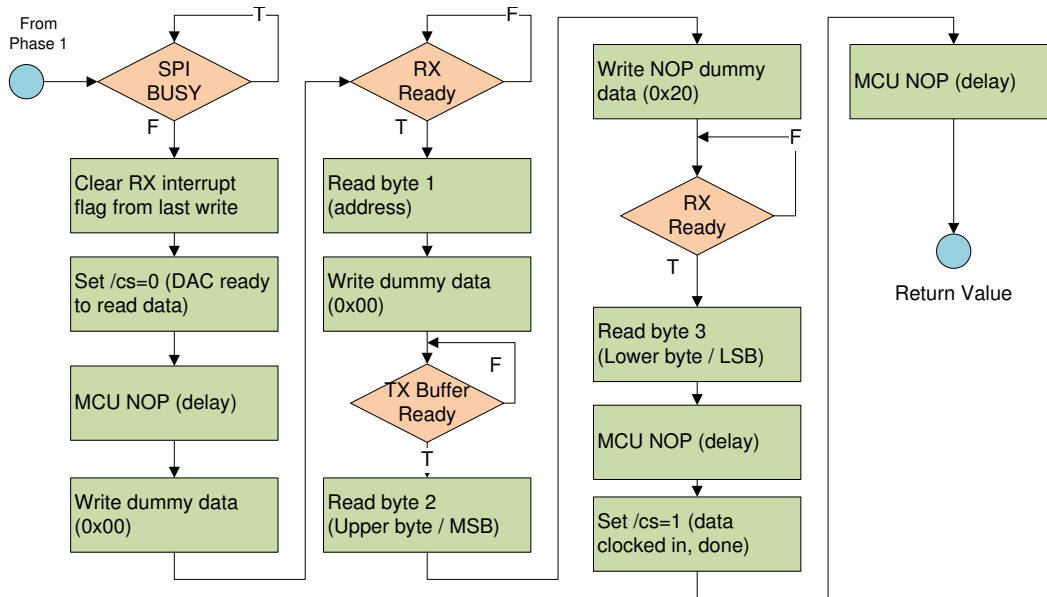 From
Phase 1
T
SPI
BUSY
F
Clear RX interrupt
flag from last write
Set /cs=0 (DAC ready
to read data)
MCU NOP (delay)
Write dummy data
(0x00)
F
RX
Ready
T
Read byte 1
(address)
Write dummy data
(0x00)
F
TX Buffer
Ready
T
Read byte 2
(Upper byte / MSB)
Write NOP dummy
data (0x20)
F
RX
Ready
T
Read byte 3
(Lower byte / LSB)
MCU NOP (delay)
Set /cs=1 (data
clocked in, done)
MCU NOP (delay)
Return Value